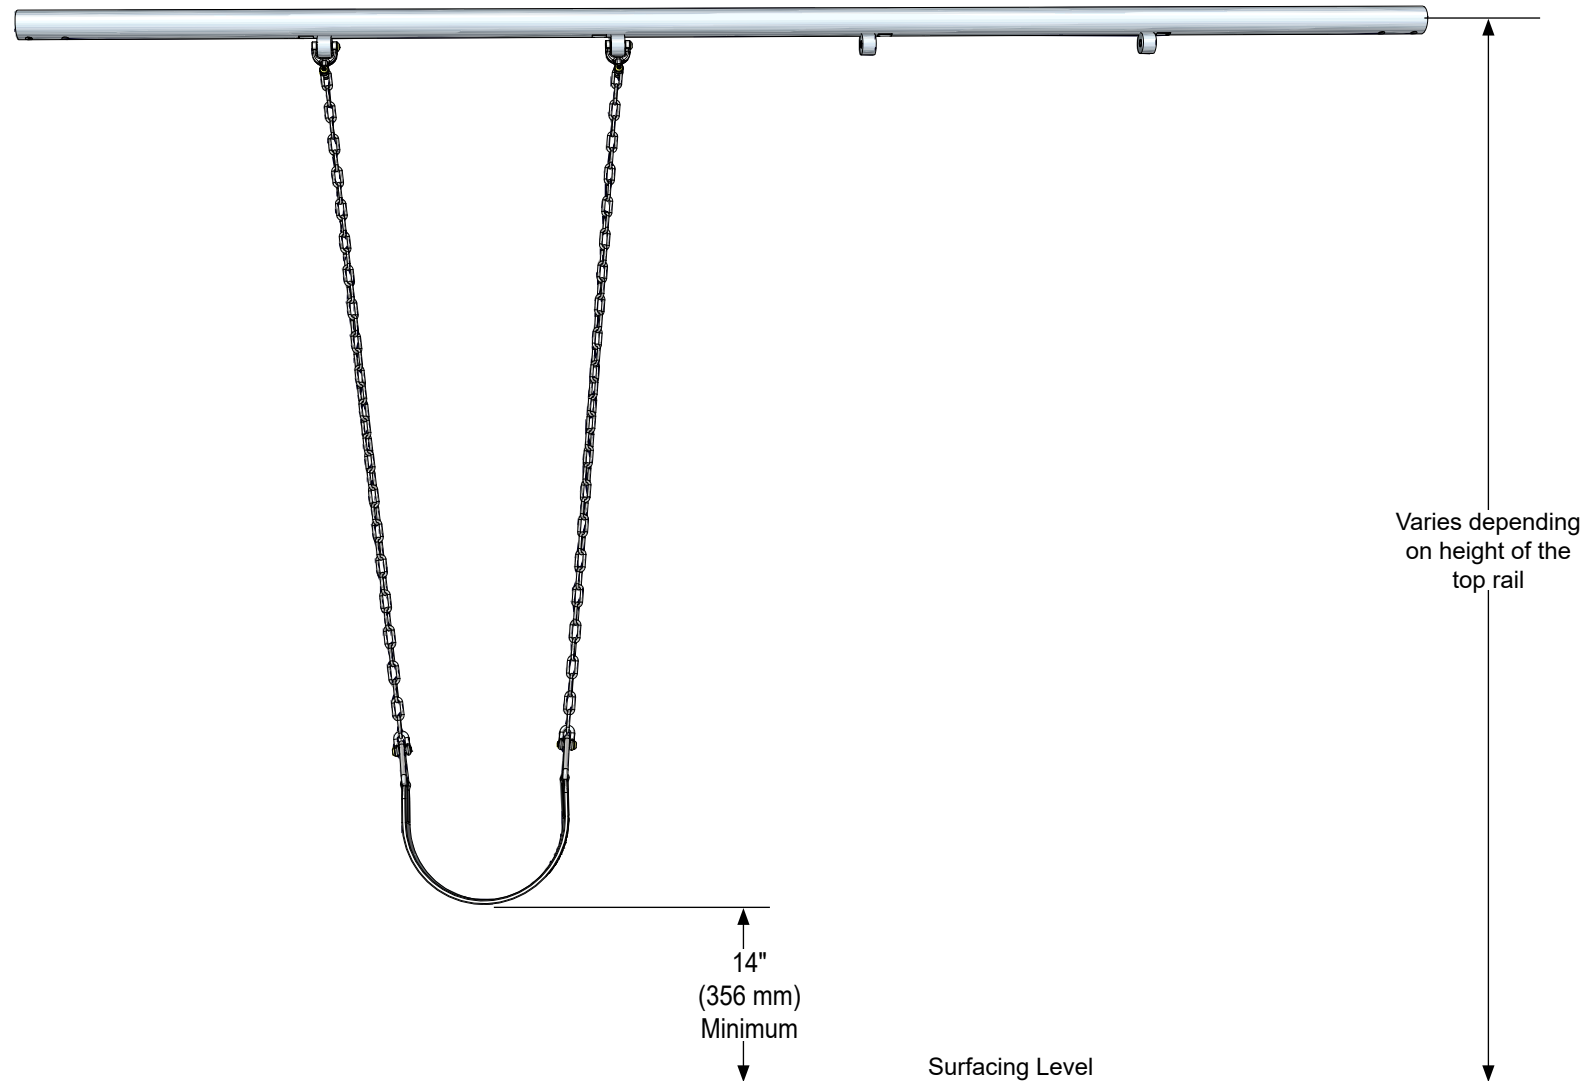 Varies depending
on height of the
top rail
14"
(356 mm)
Minimum
Surfacing Level